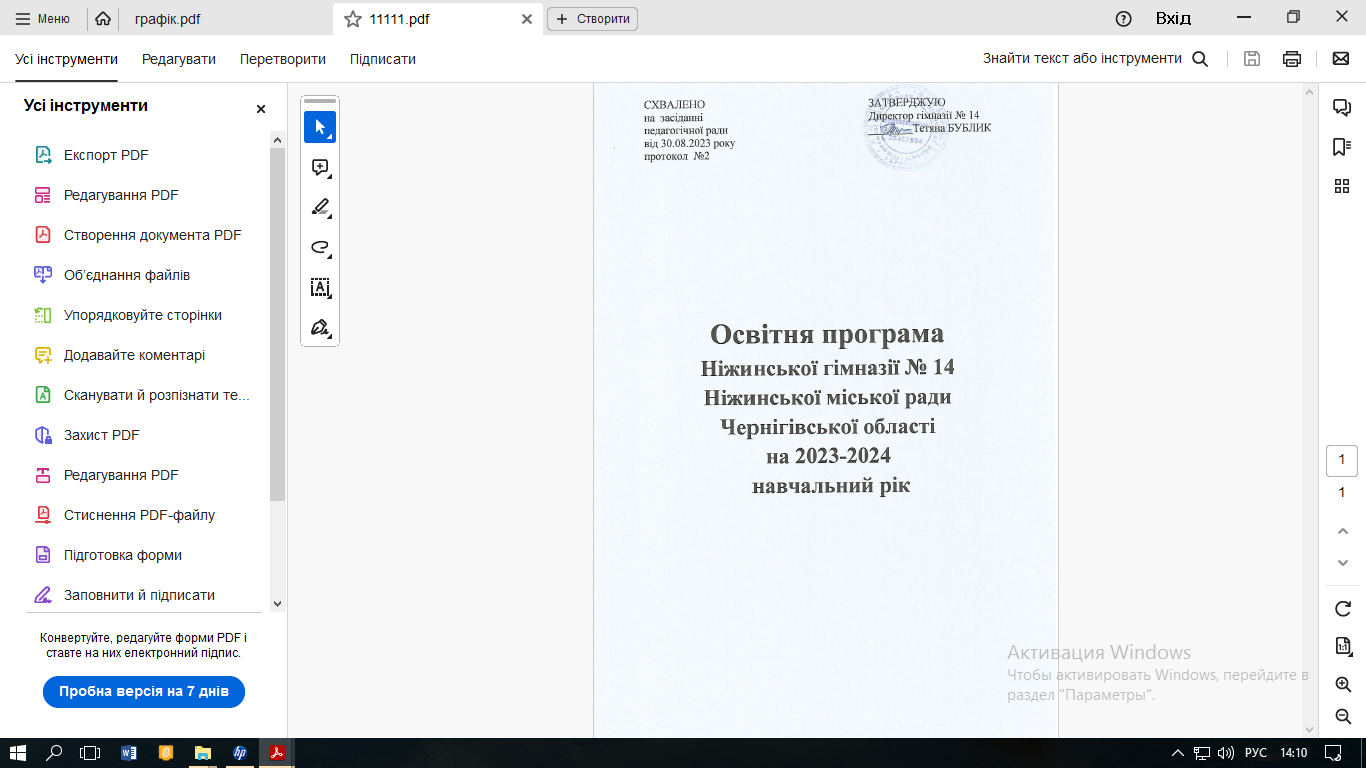 Меню
графік.pdf
11111.pdf
Створити
Вхід
Усі інструменти
Редагувати
Перетворити
Підписати
Знайти текст або інструменти
Усі інструменти
Експорт PDF
Редагування PDF
Створення документа PDF
Об’єднання файлів
Упорядковуйте сторінки
Додавайте коментарі
Сканувати й розпізнати те...
Захист PDF
Редагування PDF
Стиснення PDF-файлу
Підготовка форми
Заповнити й підписати
Конвертуйте, редагуйте форми PDF і
ставте на них електронний підпис.
Пробна версія на 7 днів
СХВАЛЕНО
на засіданні
педагогічної ради
від 30.08.2023 року
протокол №2
ЗАТВЕРДЖУЮ
Директор гімназії № 14
Тетяна БУБЛИК
Освітня програма
Ніжинської гімназії № 14
Ніжинської міської ради
Чернігівської області
на 2023-2024
навчальний рік
1
1
1:1
Активация Windows
Чтобы активировать Windows, перейдите в
раздел "Параметры".
РУС
14:10